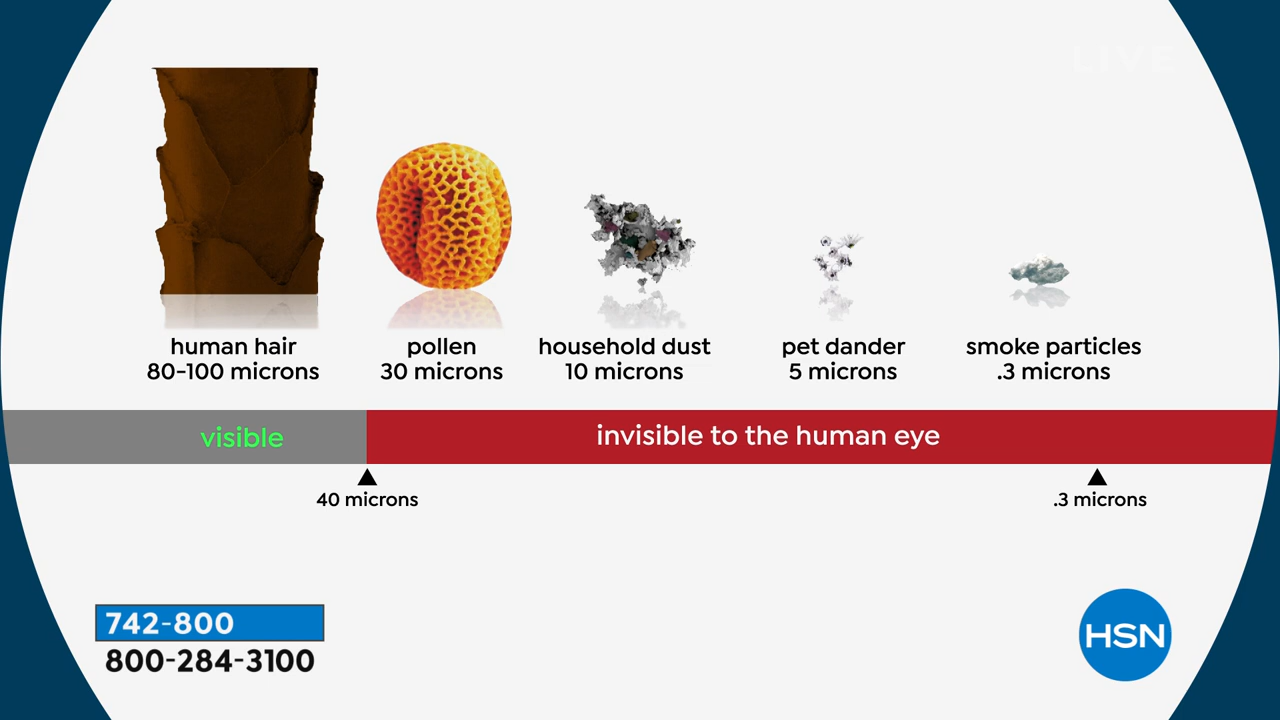 LIVE
human hair
80-100 microns
pollen
30 microns
household dust
10 microns
pet dander
5 microns
smoke particles
.3 microns
visible
invisible to the human eye
40 microns
.3 microns
742-800
800-284-3100
HSN